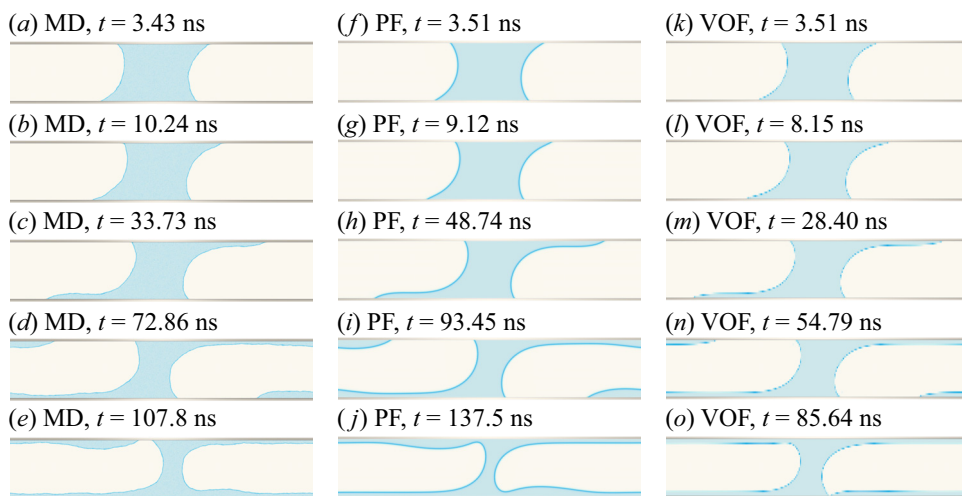 (a) MD, t = 3.43 ns
(f) PF, t = 3.51 ns
(k) VOF, t = 3.51 ns
(b) MD, t = 10.24 ns
(g) PF, t = 9.12 ns
(l) VOF, t = 8.15 ns
(c) MD, t = 33.73 ns
(h) PF, t = 48.74 ns
(m) VOF, t = 28.40 ns
(d) MD, t = 72.86 ns
(i) PF, t = 93.45 ns
(n) VOF, t = 54.79 ns
(e) MD, t = 107.8 ns
(j) PF, t = 137.5 ns
(o) VOF, t = 85.64 ns